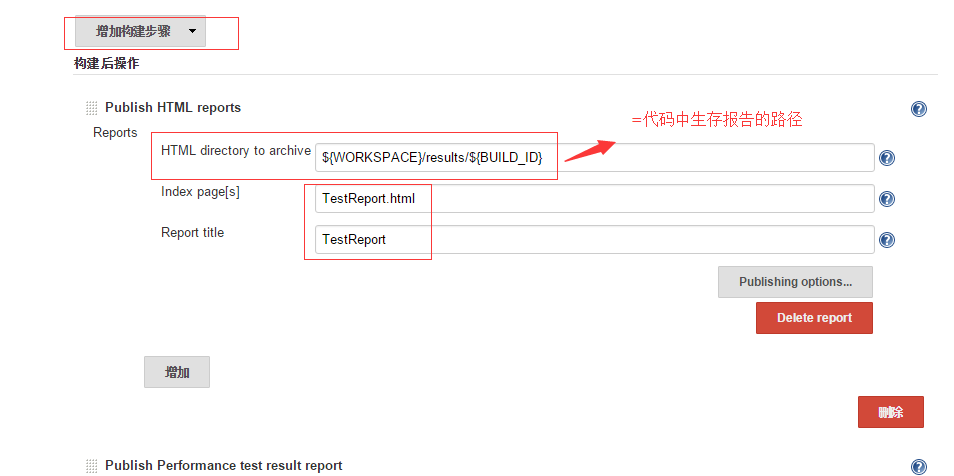 增加构建步骤
构建后操作
Publish HTML reports
=代码中生存报告的路径
Reports
HTML directory to archive ${WORKSPACE}/results/${BUILD_ID}
Index page[s] TestReport.html
Report title TestReport
Publishing options...
Delete report
增加
删除
Publish Performance test result report